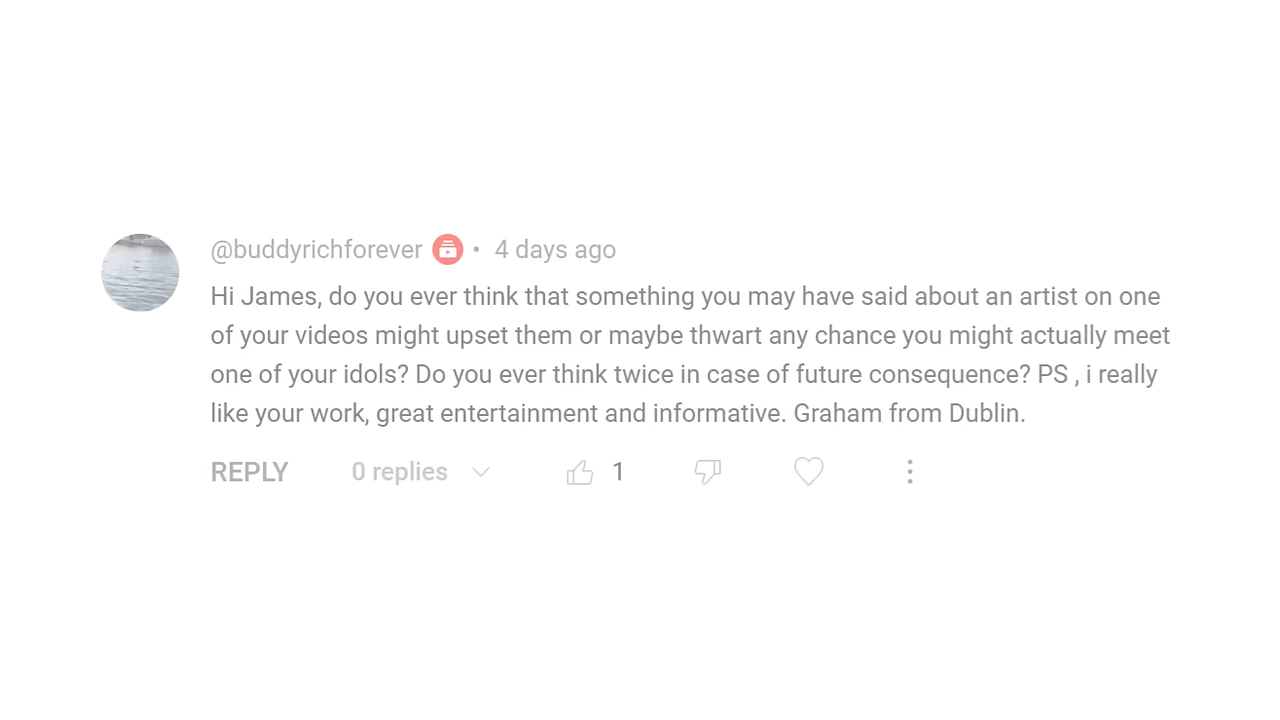 @buddyrichforever • 4 days ago
Hi James, do you ever think that something you may have said about an artist on one
of your videos might upset them or maybe thwart any chance you might actually meet
one of your idols? Do you ever think twice in case of future consequence? PS , i really
like your work, great entertainment and informative. Graham from Dublin.
REPLY 0 replies 1